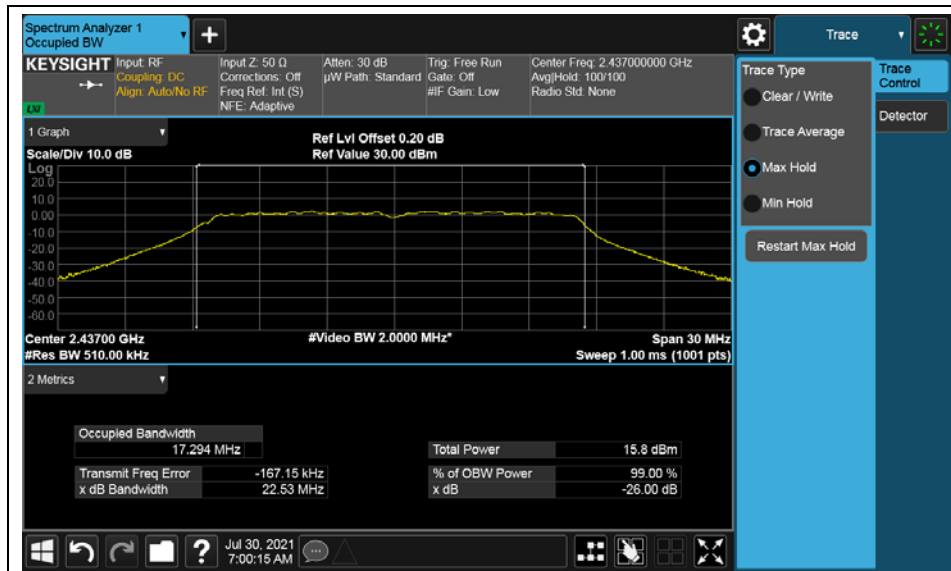 Spectrum Analyzer 1
Occupied BW
+
Trace
KEYSIGHT
Input: RF
Coupling: DC
Align: Auto/No RF
Input Z: 50 Ω
Corrections: Off
Freq Ref: Int (S)
NFE: Adaptive
Atten: 30 dB
µW Path: Standard
Trig: Free Run
Gate: Off
#IF Gain: Low
Center Freq: 2.437000000 GHz
Avg|Hold: 100/100
Radio Std: None
LXI
Trace Type
Clear / Write
Trace Average
Max Hold
Min Hold
Restart Max Hold
Trace
Control
Detector
1 Graph
Scale/Div 10.0 dB
Ref Lvl Offset 0.20 dB
Ref Value 30.00 dBm
Log
20.0
10.0
0.00
-10.0
-20.0
-30.0
-40.0
-50.0
-60.0
Center 2.43700 GHz
#Video BW 2.0000 MHz*
Span 30 MHz
#Res BW 510.00 kHz
Sweep 1.00 ms (1001 pts)
2 Metrics
Occupied Bandwidth
17.294 MHz
Total Power 15.8 dBm
Transmit Freq Error -167.15 kHz
% of OBW Power 99.00 %
x dB Bandwidth 22.53 MHz
x dB -26.00 dB
?
Jul 30, 2021
7:00:15 AM